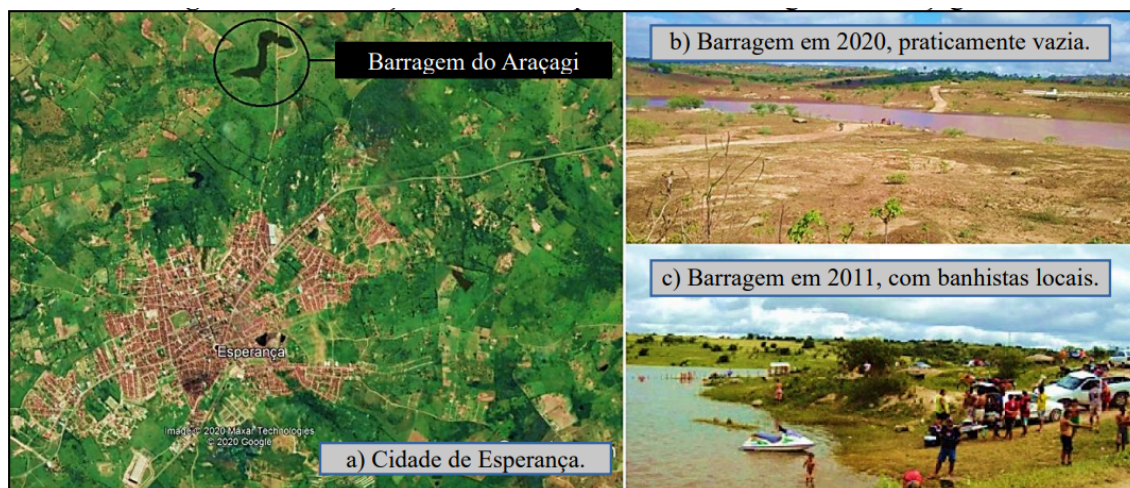 Barragem do Araçagi
Esperança
Image © 2020 Maxar Technologies
© 2020 Google
a) Cidade de Esperança.
b) Barragem em 2020, praticamente vazia.
c) Barragem em 2011, com banhistas locais.